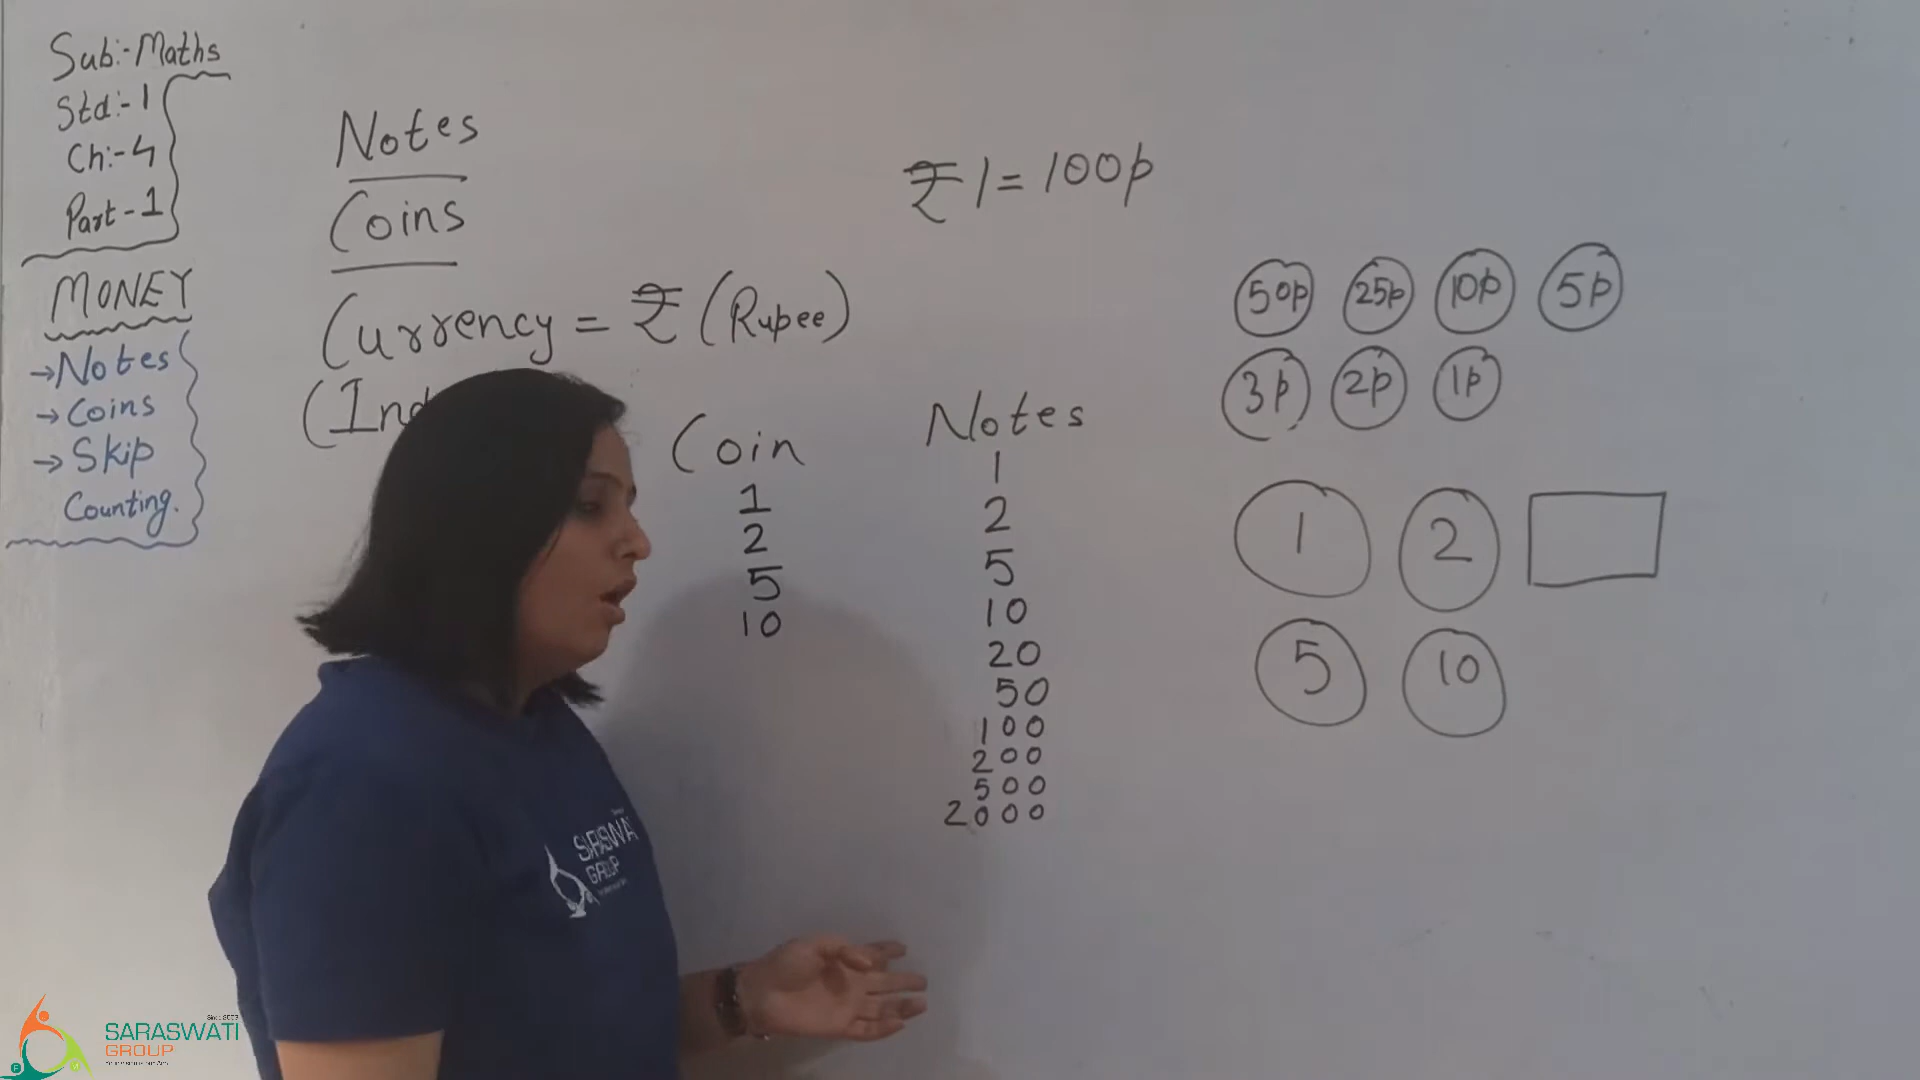 Sub:-Maths
Std:-1
Ch:-4
Part-1
MONEY
→Notes
→Coins
→Skip
Counting.
Notes
Coins
Currency = ₹ (Rupee)
(Ind
₹ 1 = 100p
Coin
1
2
5
10
Notes
1
2
5
10
20
50
100
200
500
2000
50p 25p 10p 5p
3p 2p 1p
1 2
5 10
GROUP
Since 2003
SARASWATI
GROUP